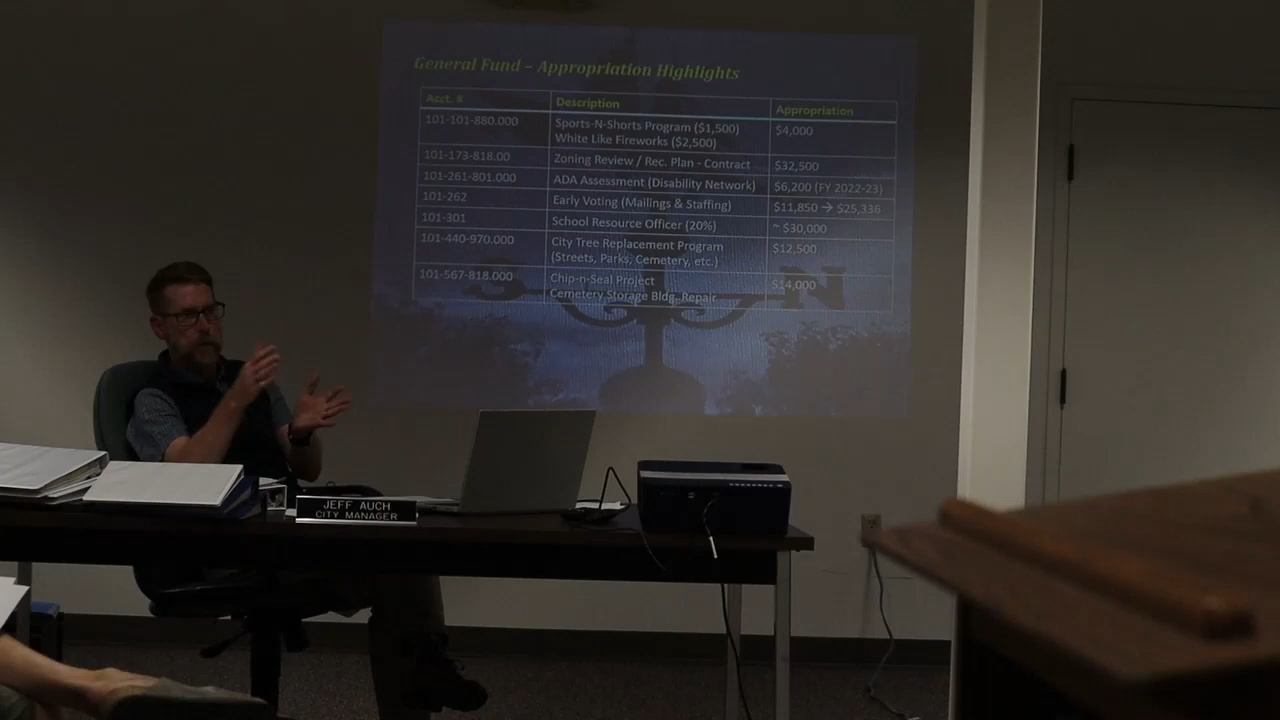 General Fund – Appropriation Highlights
Acct. # Description Appropriation
101-101-880.000 Sports-N-Shorts Program ($1,500) $4,000
White Like Fireworks ($2,500)
101-173-818.00 Zoning Review / Rec. Plan - Contract $32,500
101-261-801.000 ADA Assessment (Disability Network) $6,200 (FY 2022-23)
101-262 Early Voting (Mailings & Staffing) $11,850 → $25,336
101-301 School Resource Officer (20%) ~ $30,000
101-440-970.000 City Tree Replacement Program $12,500
(Streets, Parks, Cemetery, etc.)
101-567-818.000 Chip-n-Seal Project $14,000
Cemetery Storage Bldg. Repair
S N
JEFF AUCH
CITY MANAGER